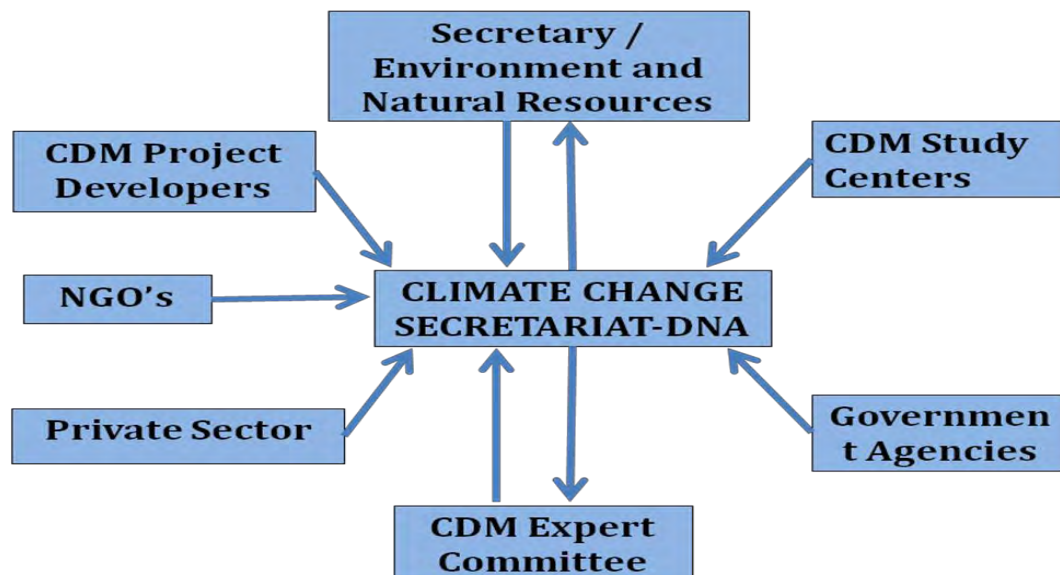 Secretary /
Environment and
Natural Resources
CDM Project
Developers
CDM Study
Centers
NGO's
CLIMATE CHANGE
SECRETARIAT-DNA
Private Sector
Governmen
t Agencies
CDM Expert
Committee